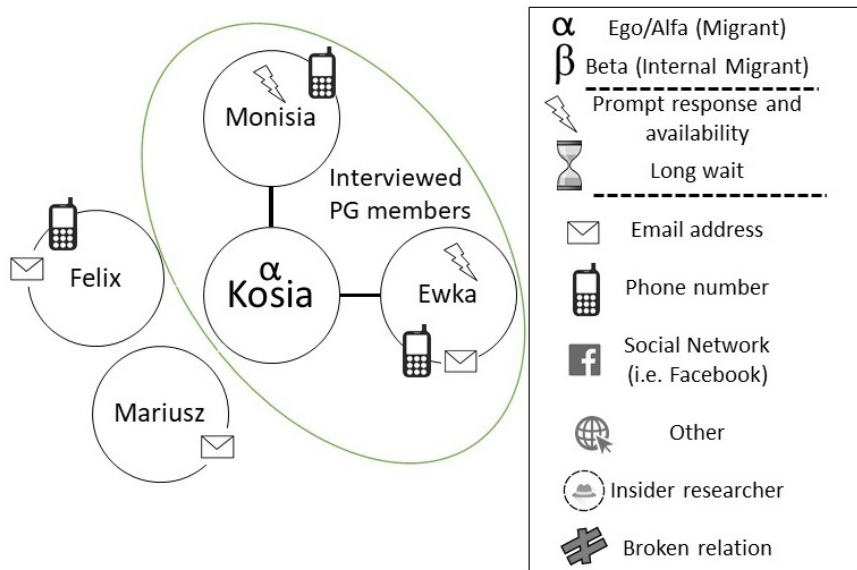 Monisia
Interviewed
PG members
Felix
α
Kosia
Ewka
Mariusz
α Ego/Alfa (Migrant)
β Beta (Internal Migrant)
Prompt response and
availability
Long wait
Email address
Phone number
f Social Network
(i.e. Facebook)
Other
Insider researcher
Broken relation